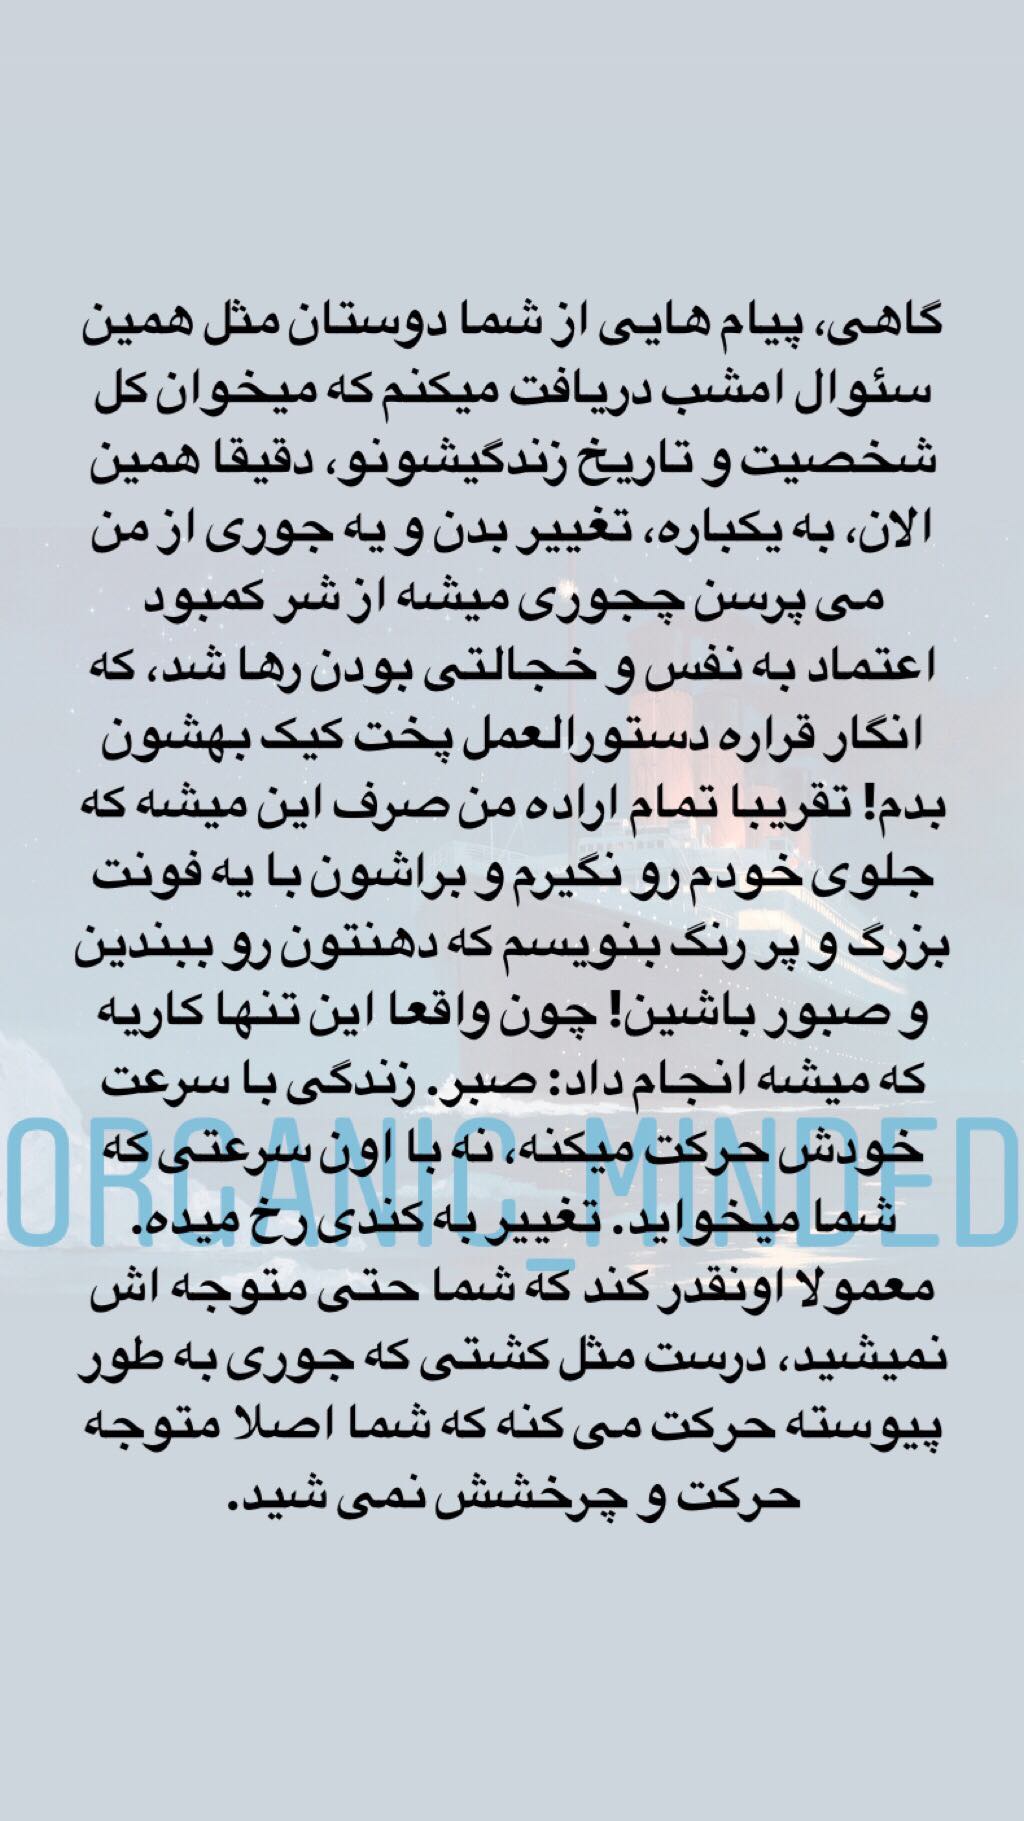 گاهی، پیام هایی از شما دوستان مثل همین
سئوال امشب دریافت میکنم که میخوان کل
شخصیت و تاریخ زندگیشونو، دقیقا همین
الان، به یکباره، تغییر بدن و یه جوری از من
می پرسن چجوری میشه از شر کمبود
اعتماد به نفس و خجالتی بودن رها شد، که
انگار قراره دستورالعمل پخت کیک بهشون
بدم! تقریبا تمام اراده من صرف این میشه که
جلوی خودم رو نگیرم و براشون با یه فونت
بزرگ و پر رنگ بنویسم که دهنتون رو ببندین
و صبور باشین! چون واقعا این تنها کاریه
که میشه انجام داد: صبر. زندگی با سرعت
خودش حرکت میکنه، نه با اون سرعتی که
شما میخواید. تغییر به کندی رخ میده.
ORGANIC_MINDED
معمولا اونقدر کند که شما حتی متوجه اش
نمیشید، درست مثل کشتی که جوری به طور
پیوسته حرکت می کنه که شما اصلا متوجه
حرکت و چرخشش نمی شید.